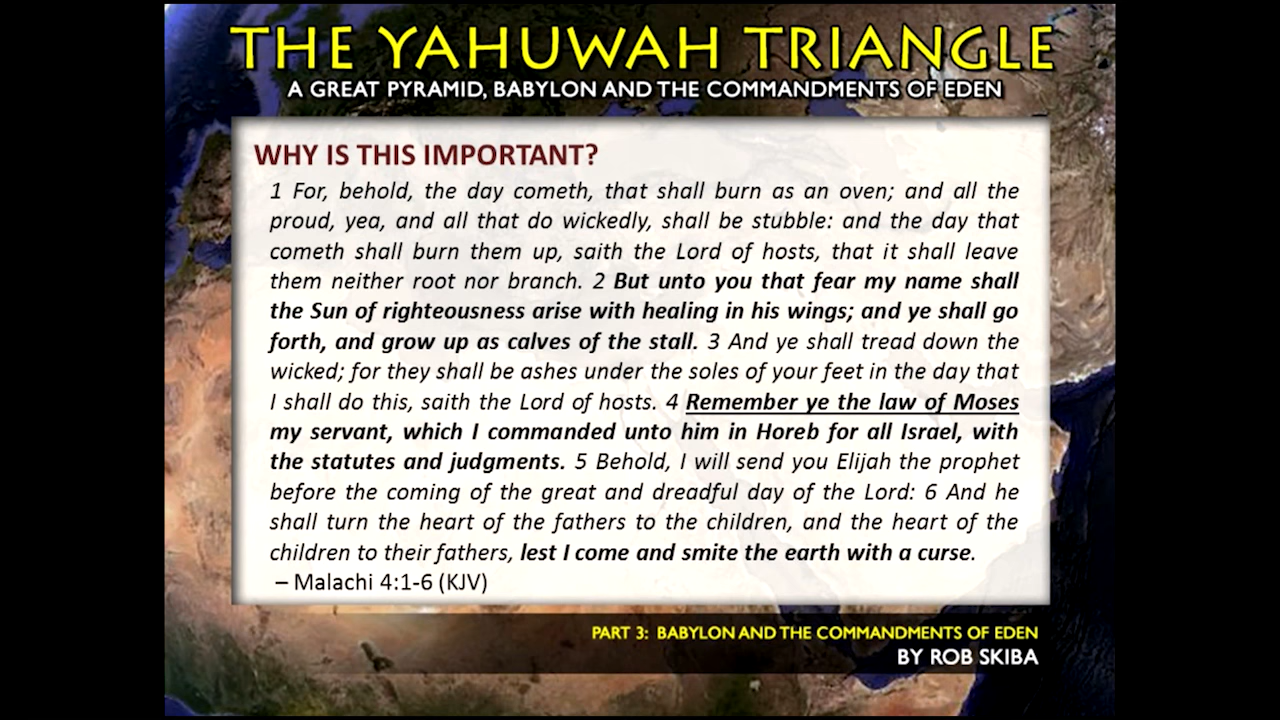 THE YAHUWAH TRIANGLE
A GREAT PYRAMID, BABYLON AND THE COMMANDMENTS OF EDEN
WHY IS THIS IMPORTANT?
1 For, behold, the day cometh, that shall burn as an oven; and all the
proud, yea, and all that do wickedly, shall be stubble: and the day that
cometh shall burn them up, saith the Lord of hosts, that it shall leave
them neither root nor branch. 2 But unto you that fear my name shall
the Sun of righteousness arise with healing in his wings; and ye shall go
forth, and grow up as calves of the stall. 3 And ye shall tread down the
wicked; for they shall be ashes under the soles of your feet in the day that
I shall do this, saith the Lord of hosts. 4 Remember ye the law of Moses
my servant, which I commanded unto him in Horeb for all Israel, with
the statutes and judgments. 5 Behold, I will send you Elijah the prophet
before the coming of the great and dreadful day of the Lord: 6 And he
shall turn the heart of the fathers to the children, and the heart of the
children to their fathers, lest I come and smite the earth with a curse.
– Malachi 4:1-6 (KJV)
PART 3: BABYLON AND THE COMMANDMENTS OF EDEN
BY ROB SKIBA